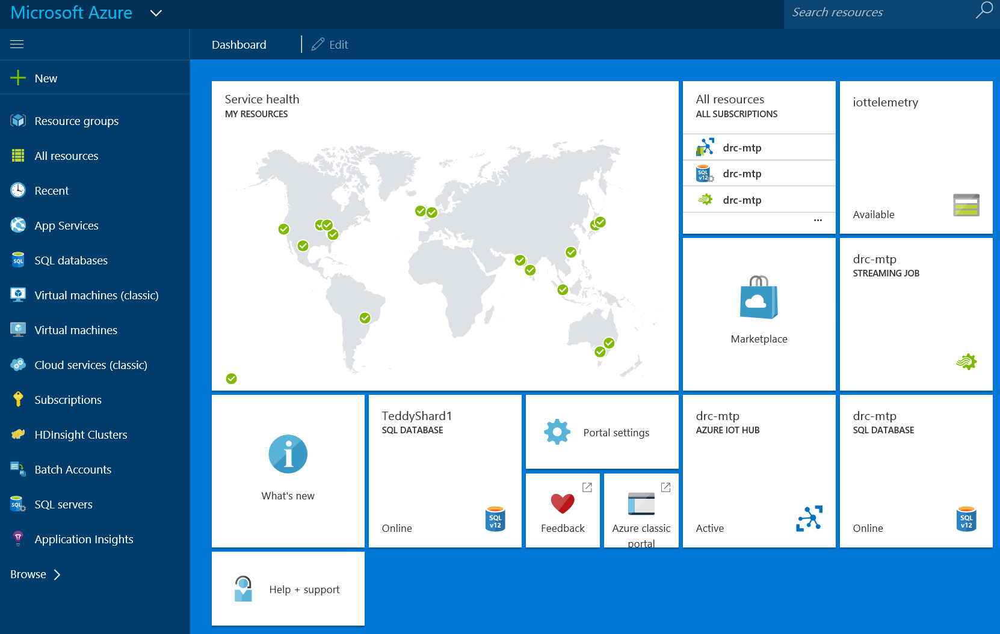 Microsoft Azure
Search resources
Dashboard
Edit
New
Resource groups
All resources
Recent
App Services
SQL
SQL databases
Virtual machines (classic)
Virtual machines
Cloud services (classic)
Subscriptions
HDInsight Clusters
Batch Accounts
SQL
SQL servers
Application Insights
Browse
Service health
MY RESOURCES
All resources
ALL SUBSCRIPTIONS
drc-mtp
SQL
v12
drc-mtp
drc-mtp
...
iottelemetry
Available
Marketplace
drc-mtp
STREAMING JOB
What's new
TeddyShard1
SQL DATABASE
Online
SQL
v12
Portal settings
Feedback
Azure classic
portal
drc-mtp
AZURE IOT HUB
Active
drc-mtp
SQL DATABASE
Online
SQL
v12
Help + support